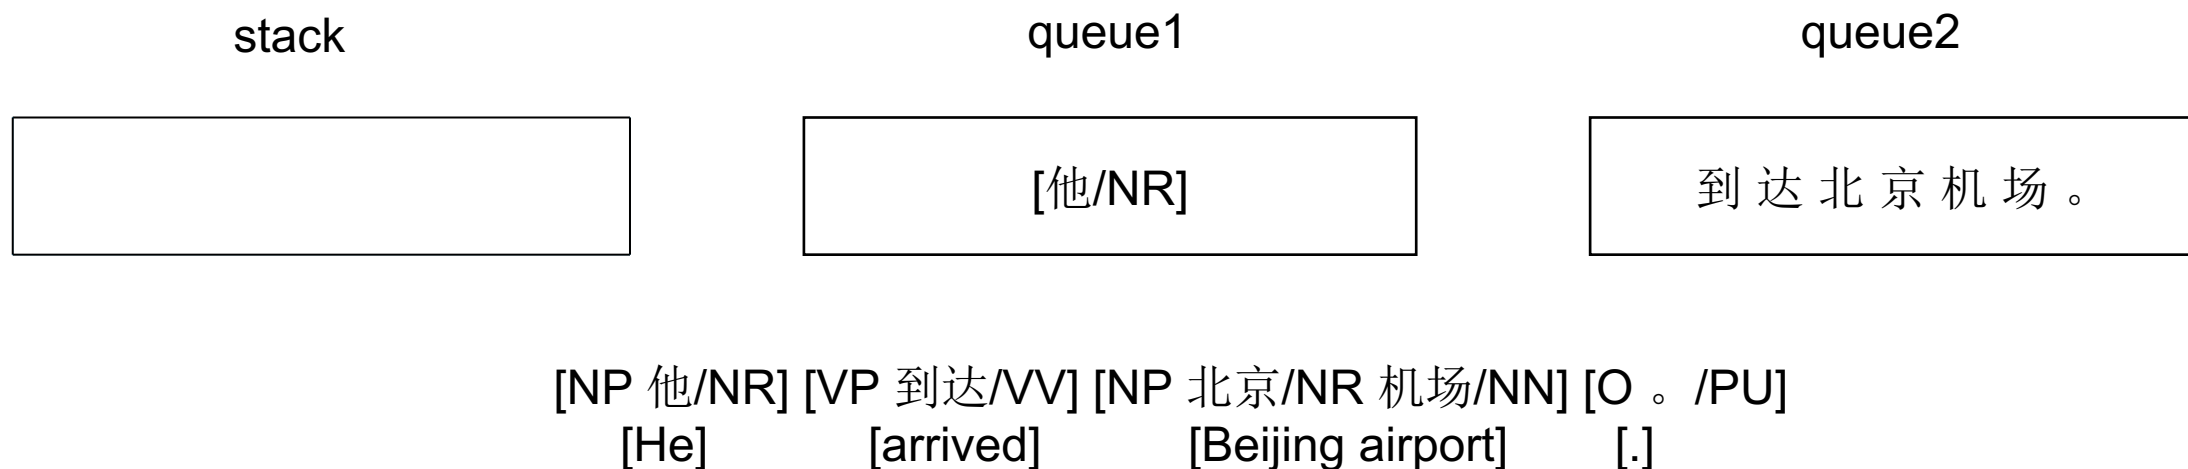 stack queue1 queue2
[他/NR] 到 达 北 京 机 场 。
[NP 他/NR] [VP 到达/VV] [NP 北京/NR 机场/NN] [O 。/PU]
[He] [arrived] [Beijing airport] [.]